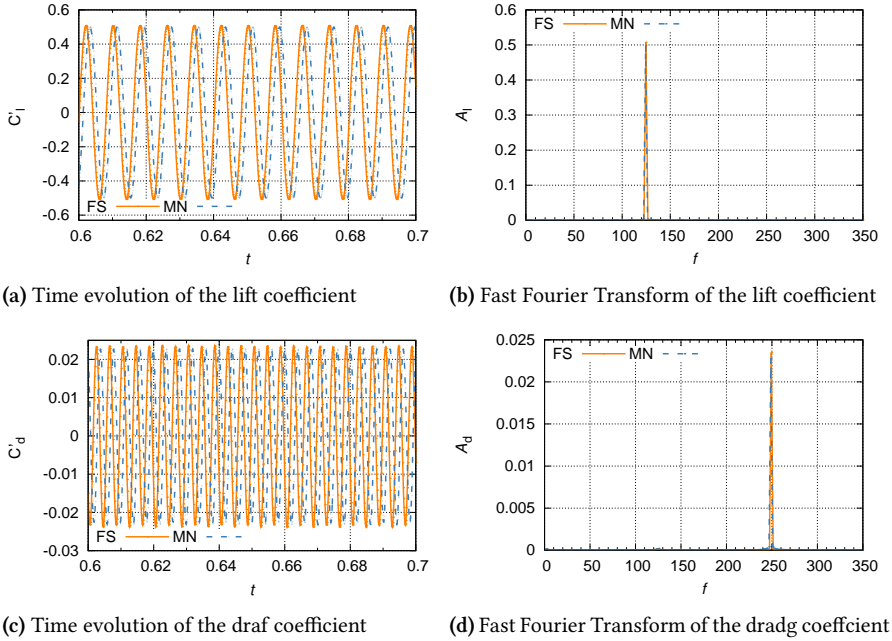 0.6
0.4
0.2
0
-0.2
-0.4
-0.6
C'l
FS MN
0.6 0.62 0.64 0.66 0.68 0.7
t
(a) Time evolution of the lift coefficient
0.6
0.5
0.4
0.3
0.2
0.1
0
Al
FS MN
0 50 100 150 200 250 300 350
f
(b) Fast Fourier Transform of the lift coefficient
0.02
0.01
0
-0.01
-0.02
-0.03
C'd
FS MN
0.6 0.62 0.64 0.66 0.68 0.7
t
(c) Time evolution of the draf coefficient
0.025
0.02
0.015
0.01
0.005
0
Ad
FS MN
0 50 100 150 200 250 300 350
f
(d) Fast Fourier Transform of the dradg coeffcient